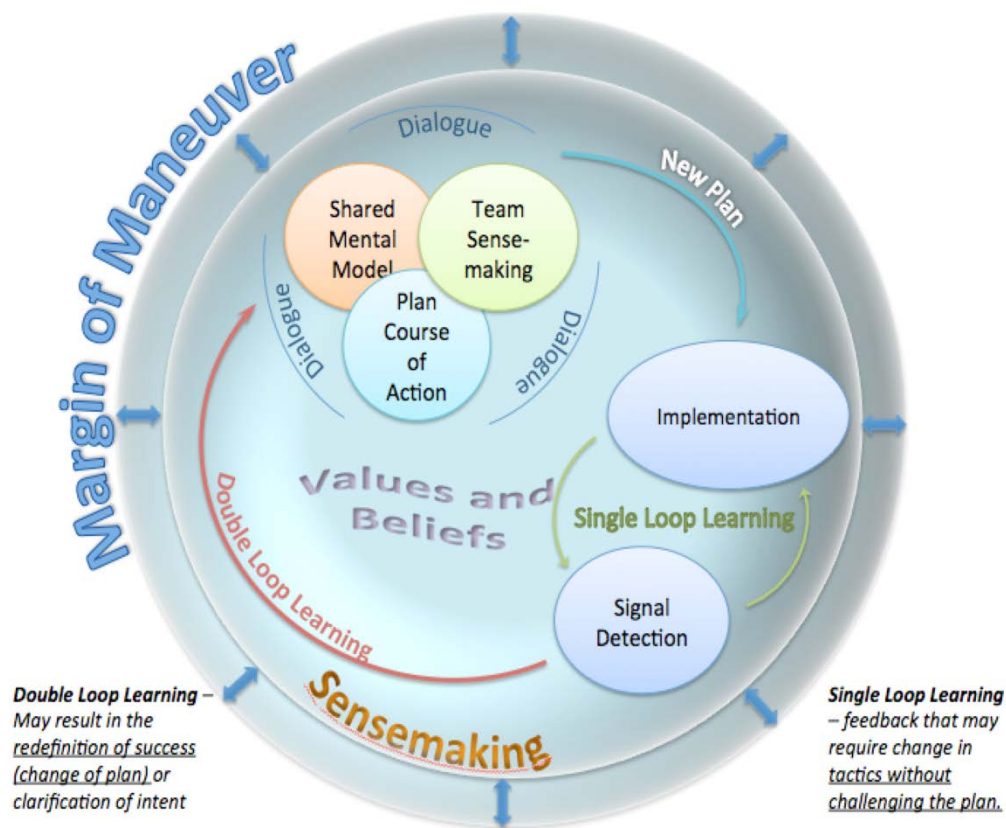 Margin of Maneuver
Dialogue
New Plan
Shared
Mental
Model
Team
Sense-
making
Plan
Course
of
Action
Dialogue
Dialogue
Implementation
Values and
Beliefs
Single Loop Learning
Double Loop Learning
Signal
Detection
Sensemaking
Double Loop Learning –
May result in the
redefinition of success
(change of plan) or
clarification of intent
Single Loop Learning
– feedback that may
require change in
tactics without
challenging the plan.